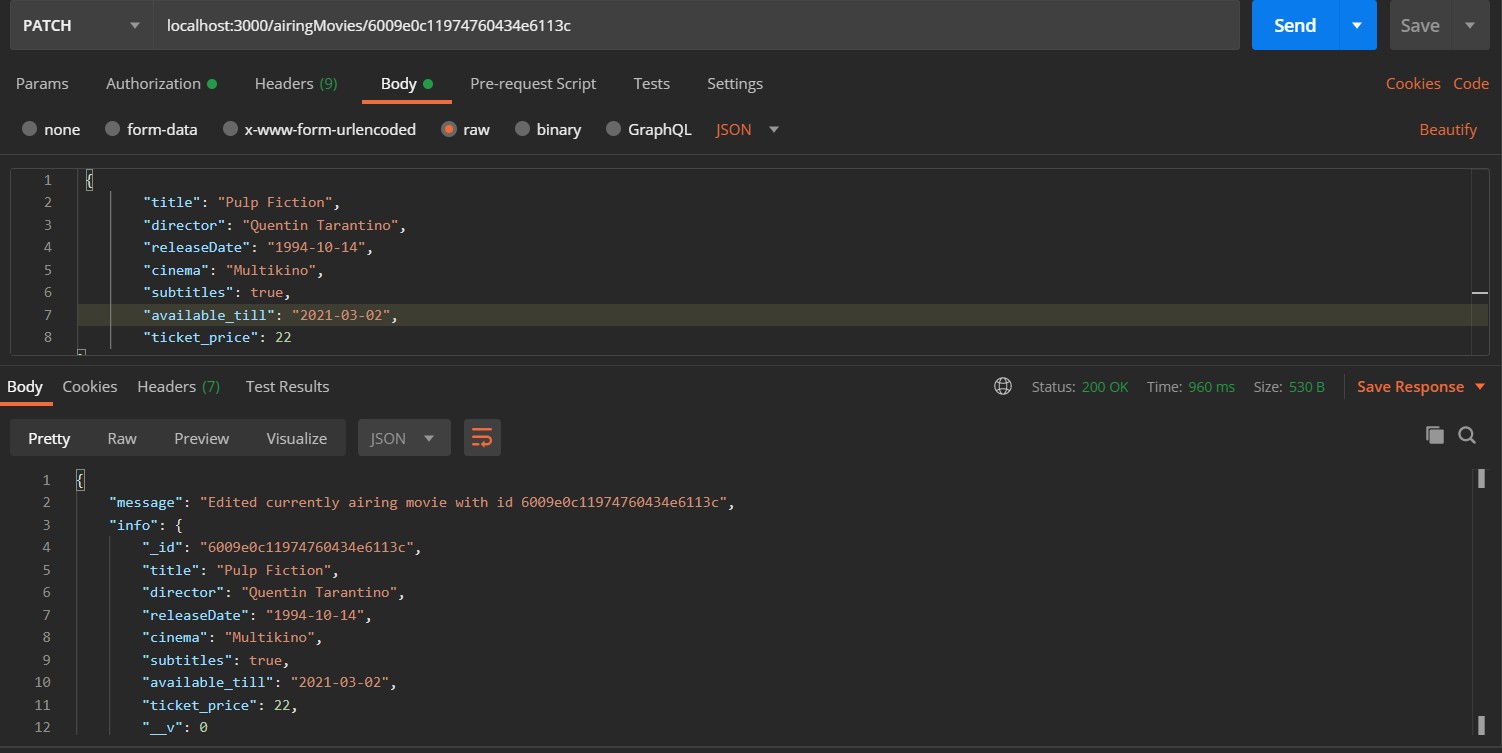 PATCH localhost:3000/airingMovies/6009e0c11974760434e6113c Send Save
Params Authorization Headers (9) Body Pre-request Script Tests Settings Cookies Code
none form-data x-www-form-urlencoded raw binary GraphQL JSON Beautify
1 {
2 "title": "Pulp Fiction",
3 "director": "Quentin Tarantino",
4 "releaseDate": "1994-10-14",
5 "cinema": "Multikino",
6 "subtitles": true,
7 "available_till": "2021-03-02",
8 "ticket_price": 22
Body Cookies Headers (7) Test Results Status: 200 OK Time: 960 ms Size: 530 B Save Response
Pretty Raw Preview Visualize JSON
1 {
2 "message": "Edited currently airing movie with id 6009e0c11974760434e6113c",
3 "info": {
4 "_id": "6009e0c11974760434e6113c",
5 "title": "Pulp Fiction",
6 "director": "Quentin Tarantino",
7 "releaseDate": "1994-10-14",
8 "cinema": "Multikino",
9 "subtitles": true,
10 "available_till": "2021-03-02",
11 "ticket_price": 22,
12 "__v": 0